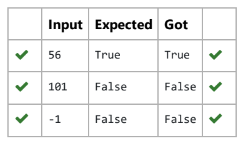 Input Expected Got
✔ 56 True True ✔
✔ 101 False False ✔
✔ -1 False False ✔